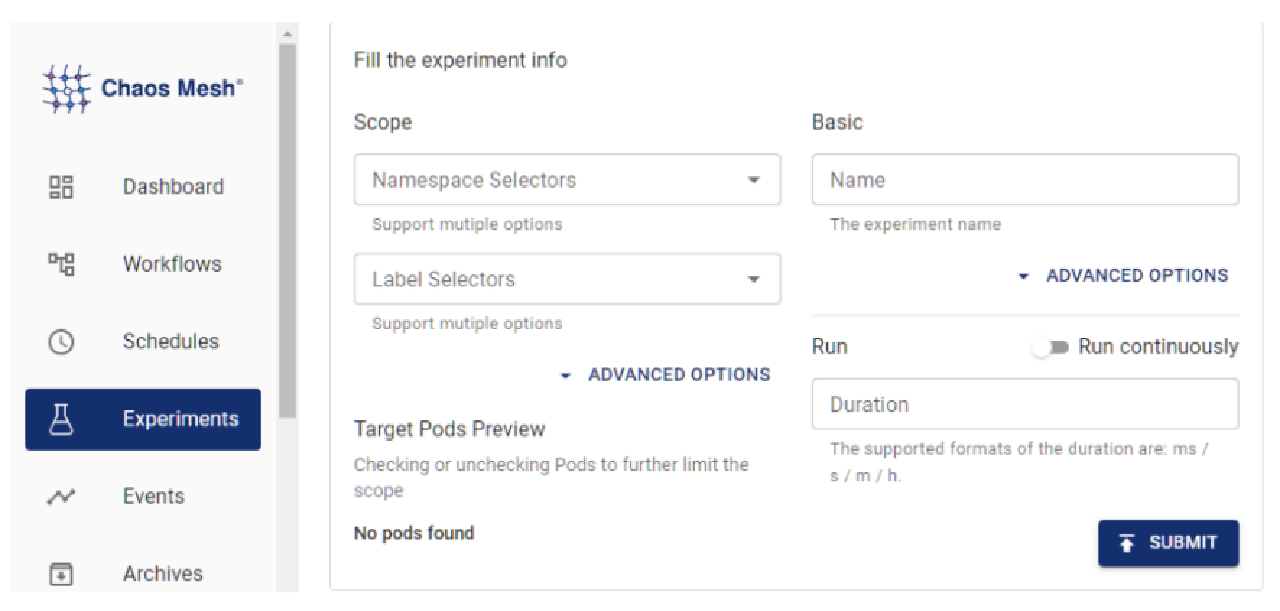 Chaos Mesh®
Dashboard
Workflows
Schedules
Experiments
Events
Archives
Fill the experiment info
Scope
Namespace Selectors
Support mutiple options
Label Selectors
Support mutiple options
ADVANCED OPTIONS
Target Pods Preview
Checking or unchecking Pods to further limit the
scope
No pods found
Basic
Name
The experiment name
ADVANCED OPTIONS
Run
Run continuously
Duration
The supported formats of the duration are: ms /
s / m / h.
SUBMIT